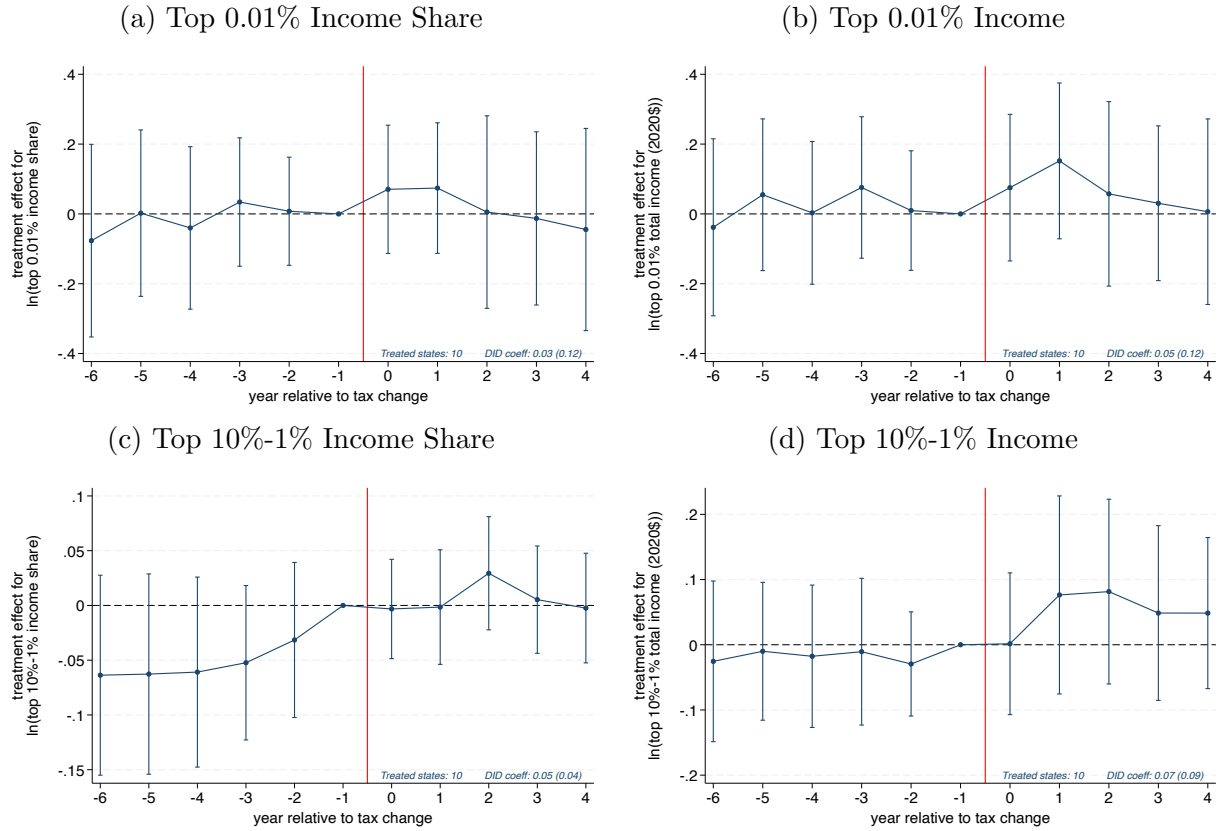 (a) Top 0.01% Income Share
treatment effect for
ln(top 0.01% income share)
.4
.2
0
-.2
-.4
Treated states: 10 DID coeff: 0.03 (0.12)
-6 -5 -4 -3 -2 -1 0 1 2 3 4
year relative to tax change
(b) Top 0.01% Income
treatment effect for
ln(top 0.01% total income (2020$))
.4
.2
0
-.2
-.4
Treated states: 10 DID coeff: 0.05 (0.12)
-6 -5 -4 -3 -2 -1 0 1 2 3 4
year relative to tax change
(c) Top 10%-1% Income Share
treatment effect for
ln(top 10%-1% income share)
.1
.05
0
-.05
-.1
-.15
Treated states: 10 DID coeff: 0.05 (0.04)
-6 -5 -4 -3 -2 -1 0 1 2 3 4
year relative to tax change
(d) Top 10%-1% Income
treatment effect for
ln(top 10%-1% total income (2020$))
.2
.1
0
-.1
-.2
Treated states: 10 DID coeff: 0.07 (0.09)
-6 -5 -4 -3 -2 -1 0 1 2 3 4
year relative to tax change